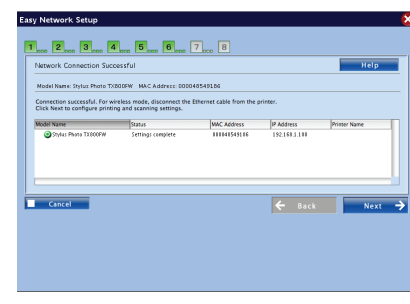 Easy Network Setup
1 2 3 4 5 6 7 8
Network Connection Successful
Help
Model Name: Stylus Photo TX800FW MAC Address: 000048549186
Connection successful. For wireless mode, disconnect the Ethernet cable from the printer.
Click Next to configure printing and scanning settings.
Model Name Status MAC Address IP Address Printer Name
Stylus Photo TX800FW Settings complete 000048549186 192.168.1.100
Cancel Back Next